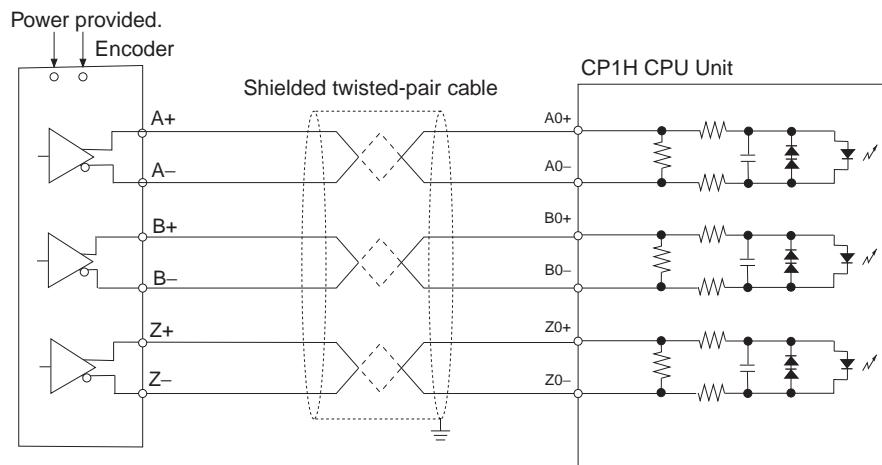 Power provided.
Encoder
Shielded twisted-pair cable
CP1H CPU Unit
A+
A0+
A−
A0−
B+
B0+
B−
B0−
Z+
Z0+
Z−
Z0−